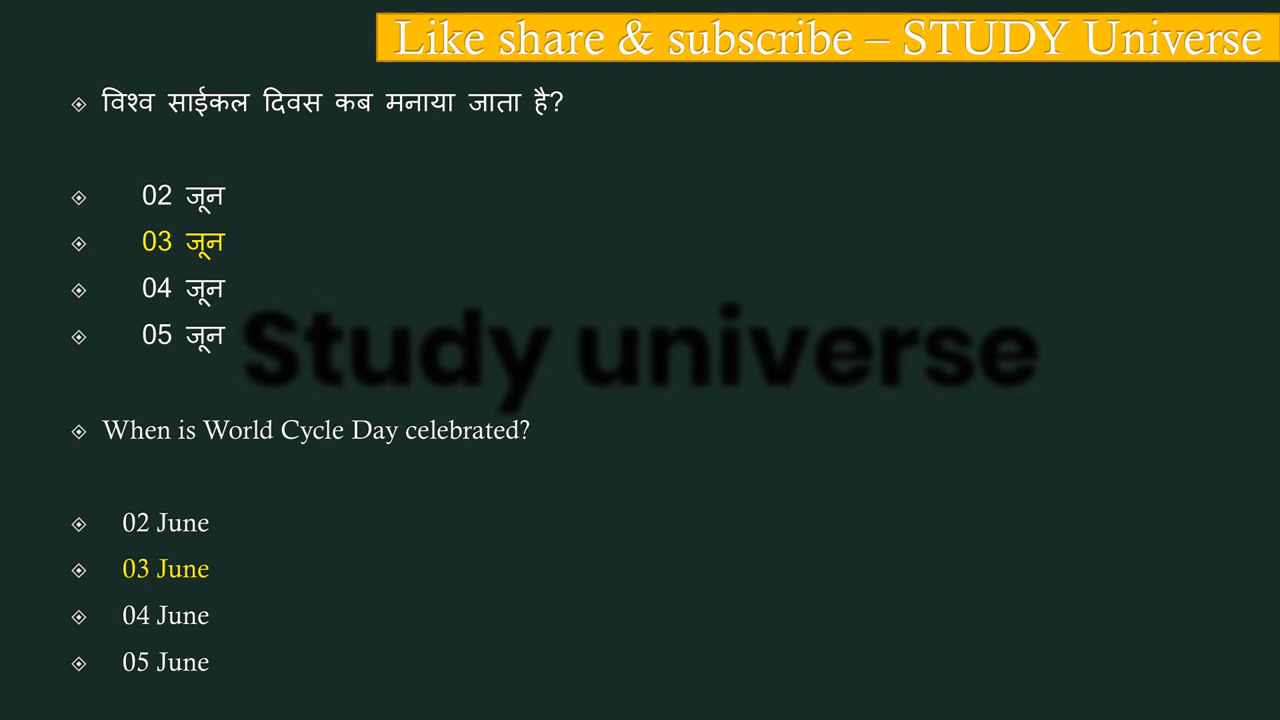 Like share & subscribe – STUDY Universe
विश्व साईकल दिवस कब मनाया जाता है?
02 जून
03 जून
04 जून
05 जून
Study universe
When is World Cycle Day celebrated?
02 June
03 June
04 June
05 June